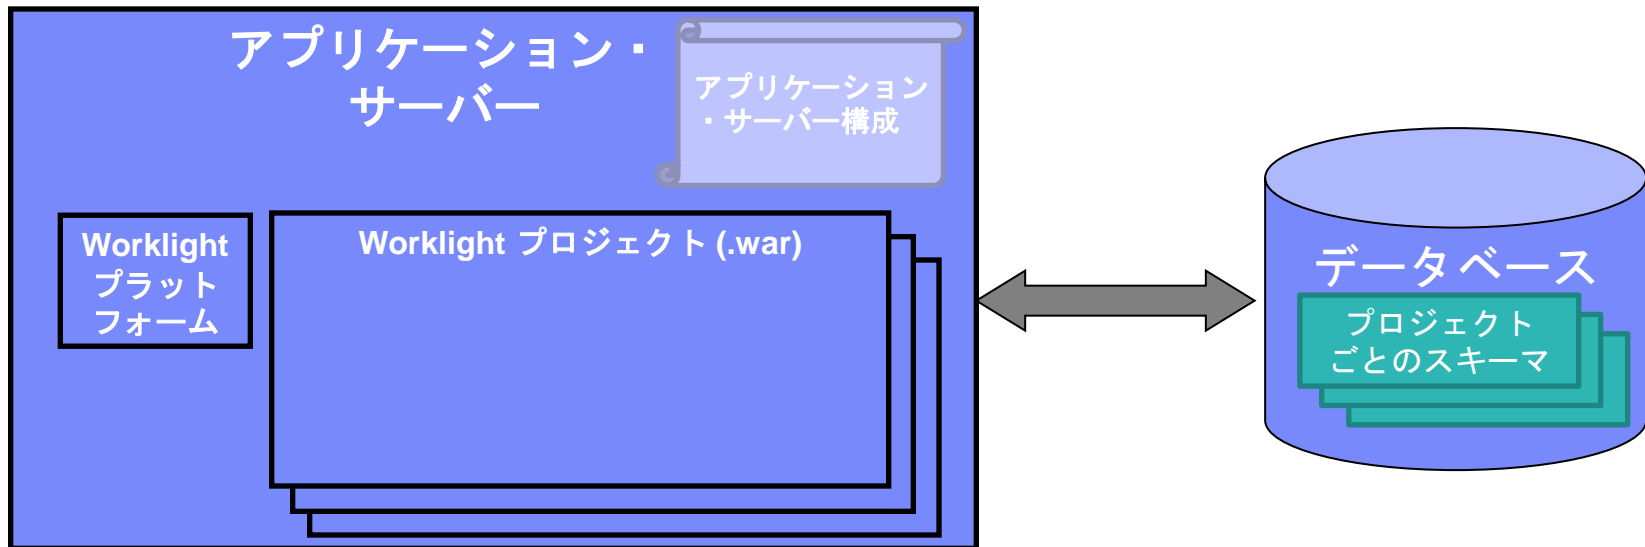 アプリケーション・
サーバー
アプリケーション
・サーバー構成
Worklight
プラット
フォーム
Worklight プロジェクト (.war)
データベース
プロジェクト
ごとのスキーマ